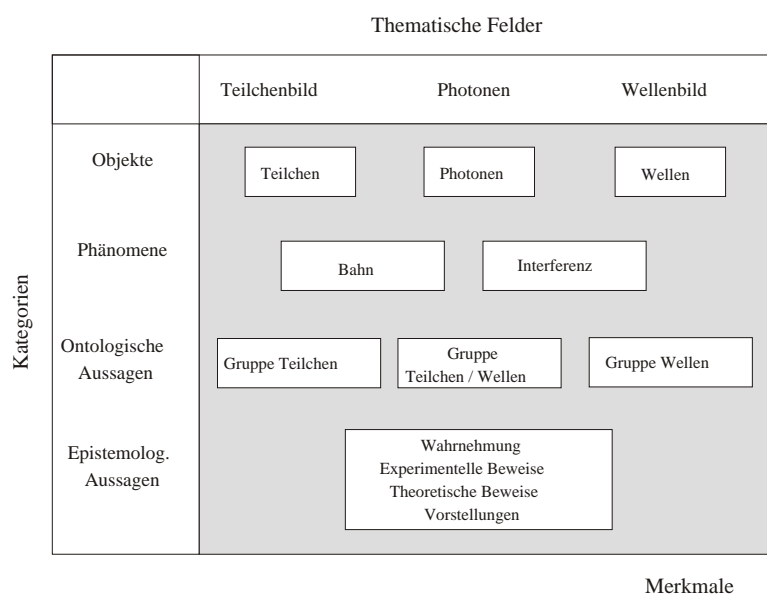 Thematische Felder
Teilchenbild Photonen Wellenbild
Kategorien
Objekte
Teilchen Photonen Wellen
Phänomene
Bahn Interferenz
Ontologische
Aussagen
Gruppe Teilchen
Gruppe
Teilchen / Wellen
Gruppe Wellen
Epistemolog.
Aussagen
Wahrnehmung
Experimentelle Beweise
Theoretische Beweise
Vorstellungen
Merkmale